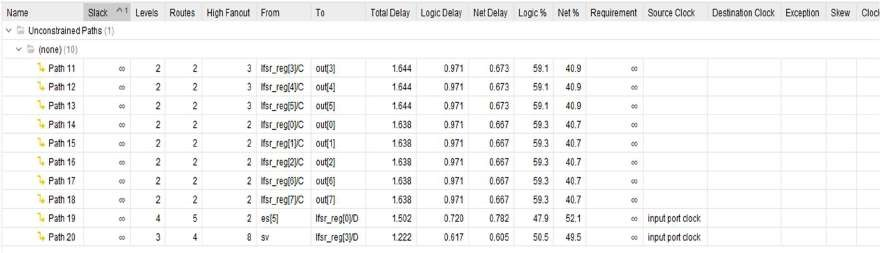 Name Slack ^1 Levels Routes High Fanout From To Total Delay Logic Delay Net Delay Logic % Net % Requirement Source Clock Destination Clock Exception Skew Clock
Unconstrained Paths (1)
(none) (10)
Path 11 ∞ 2 2 3 lfsr_reg[3]/C out[3] 1.644 0.971 0.673 59.1 40.9 ∞
Path 12 ∞ 2 2 3 lfsr_reg[4]/C out[4] 1.644 0.971 0.673 59.1 40.9 ∞
Path 13 ∞ 2 2 3 lfsr_reg[5]/C out[5] 1.644 0.971 0.673 59.1 40.9 ∞
Path 14 ∞ 2 2 2 lfsr_reg[0]/C out[0] 1.638 0.971 0.667 59.3 40.7 ∞
Path 15 ∞ 2 2 2 lfsr_reg[1]/C out[1] 1.638 0.971 0.667 59.3 40.7 ∞
Path 16 ∞ 2 2 2 lfsr_reg[2]/C out[2] 1.638 0.971 0.667 59.3 40.7 ∞
Path 17 ∞ 2 2 2 lfsr_reg[6]/C out[6] 1.638 0.971 0.667 59.3 40.7 ∞
Path 18 ∞ 2 2 2 lfsr_reg[7]/C out[7] 1.638 0.971 0.667 59.3 40.7 ∞
Path 19 ∞ 4 5 2 es[5] lfsr_reg[0]/D 1.502 0.720 0.782 47.9 52.1 ∞ input port clock
Path 20 ∞ 3 4 8 sv lfsr_reg[3]/D 1.222 0.617 0.605 50.5 49.5 ∞ input port clock